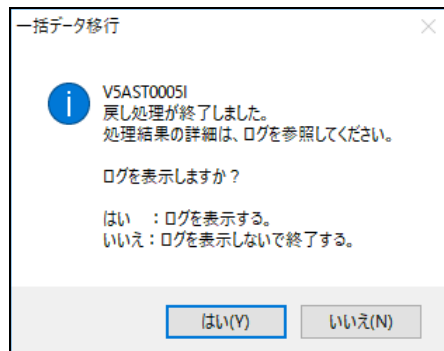 一括データ移行
V5AST0005I
戻し処理が終了しました。
処理結果の詳細は、ログを参照してください。
ログを表示しますか？
はい　：ログを表示する。
いいえ：ログを表示しないで終了する。
はい(Y)
いいえ(N)